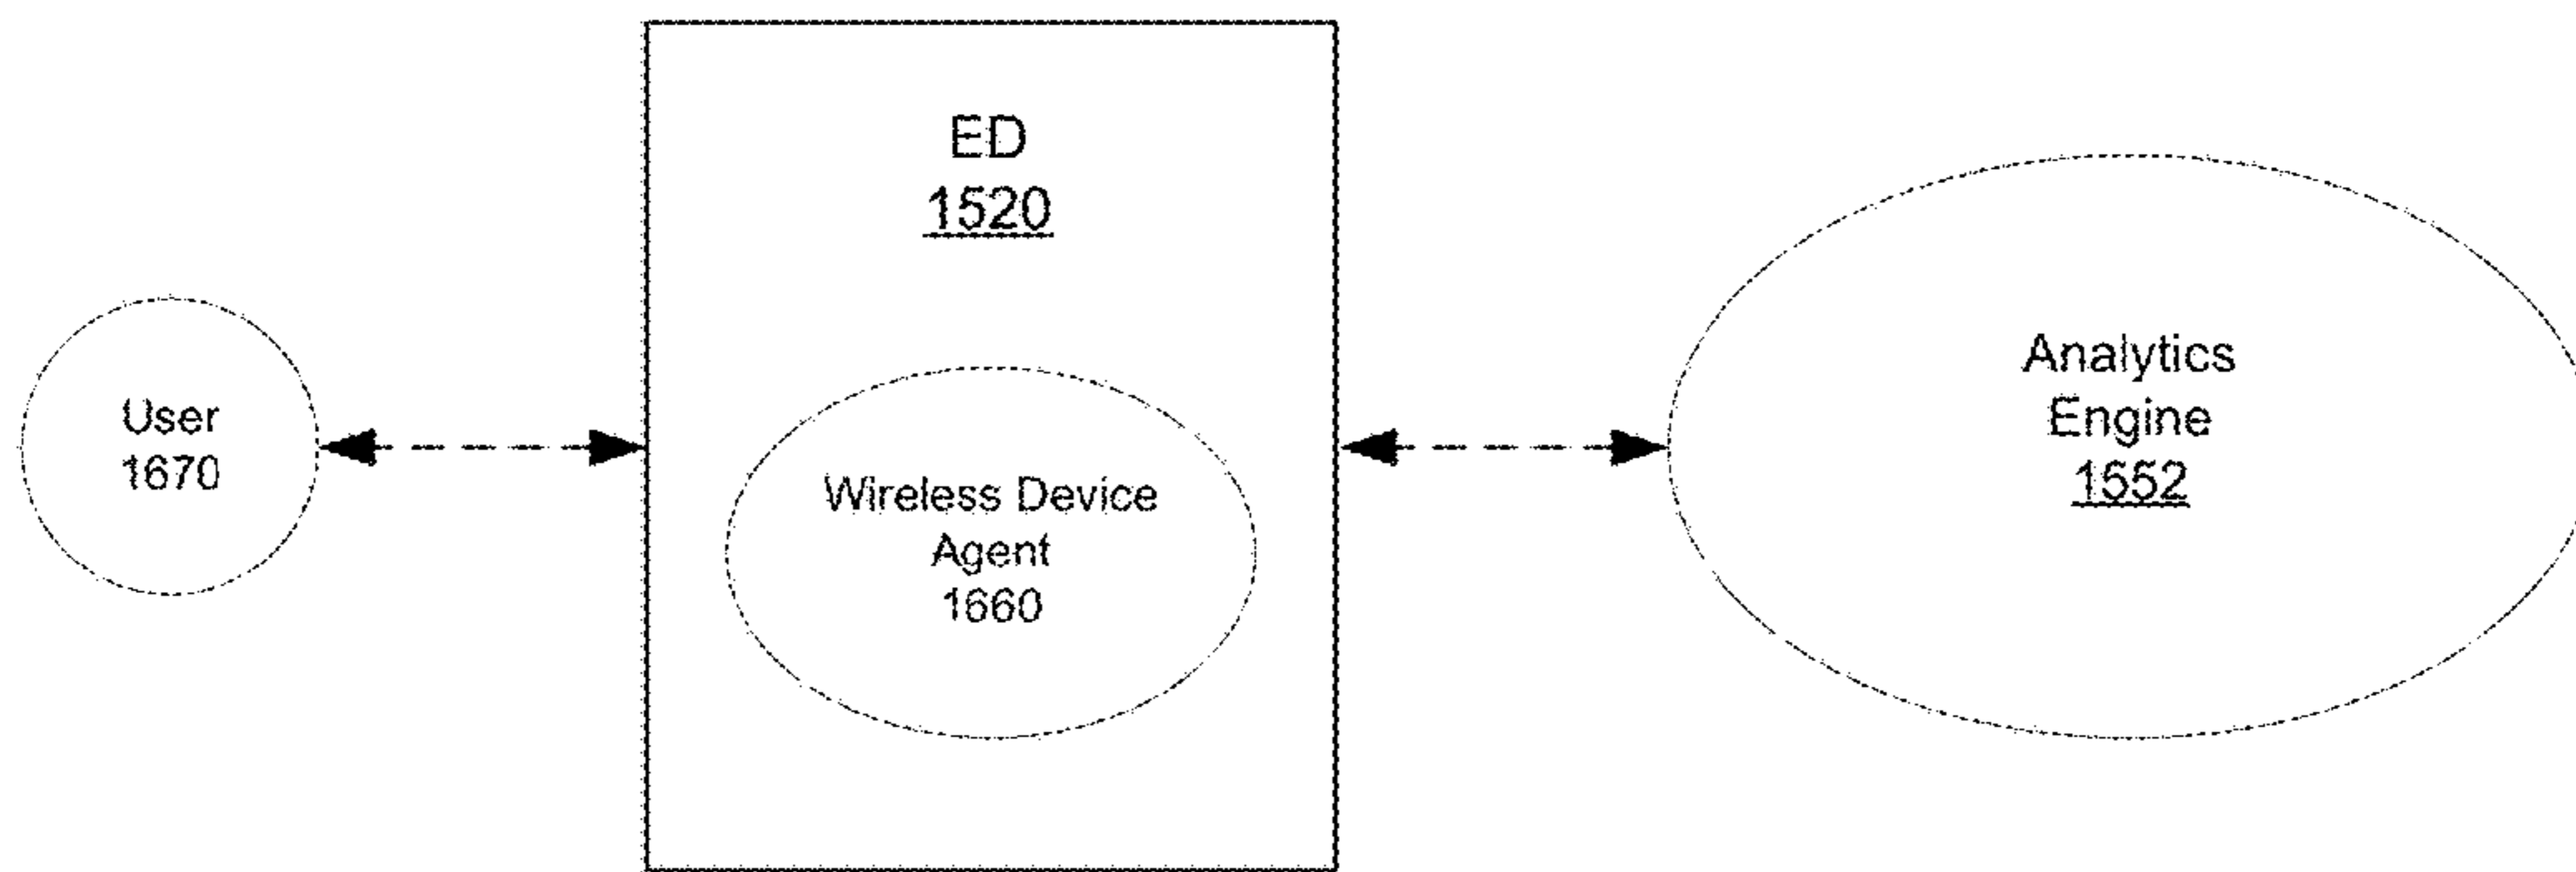 ED
1520
User
1670
Wireless Device
Agent
1660
Analytics
Engine
1552